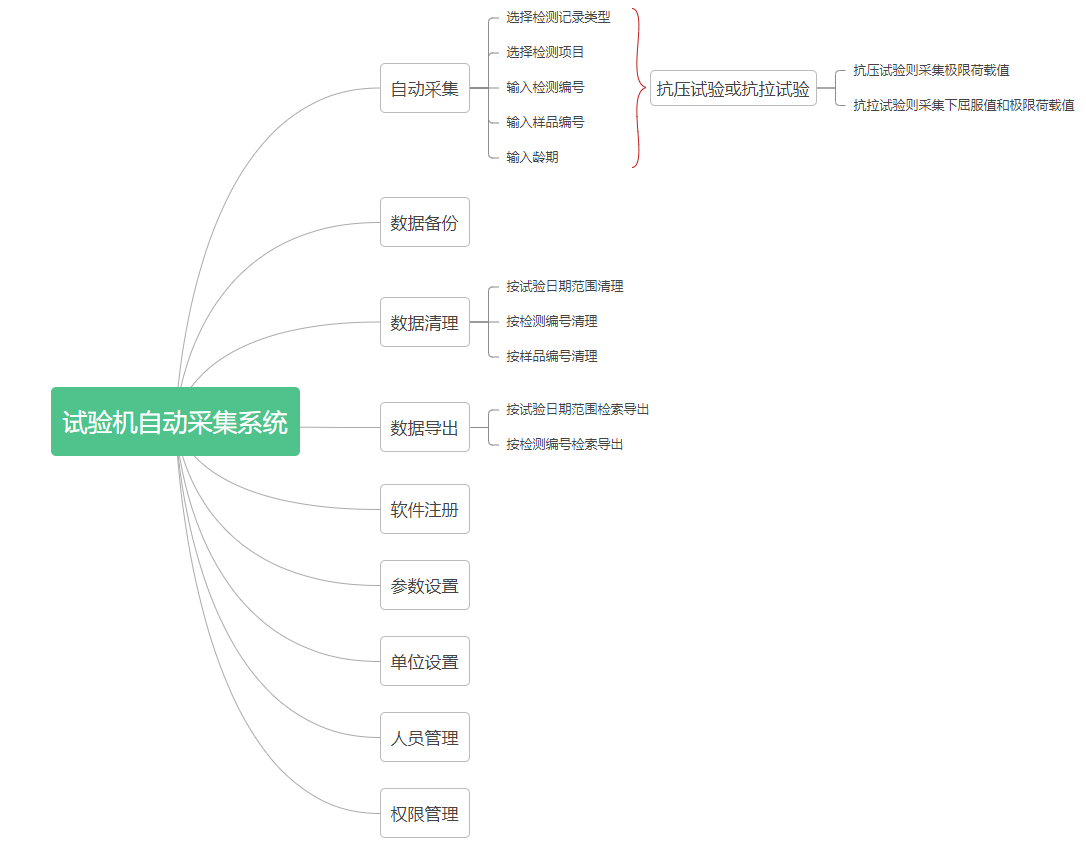 试验机自动采集系统
自动采集
选择检测记录类型
选择检测项目
输入检测编号
输入样品编号
输入龄期
抗压试验或抗拉试验
抗压试验则采集极限荷载值
抗拉试验则采集下屈服值和极限荷载值
数据备份
数据清理
按试验日期范围清理
按检测编号清理
按样品编号清理
数据导出
按试验日期范围检索导出
按检测编号检索导出
软件注册
参数设置
单位设置
人员管理
权限管理